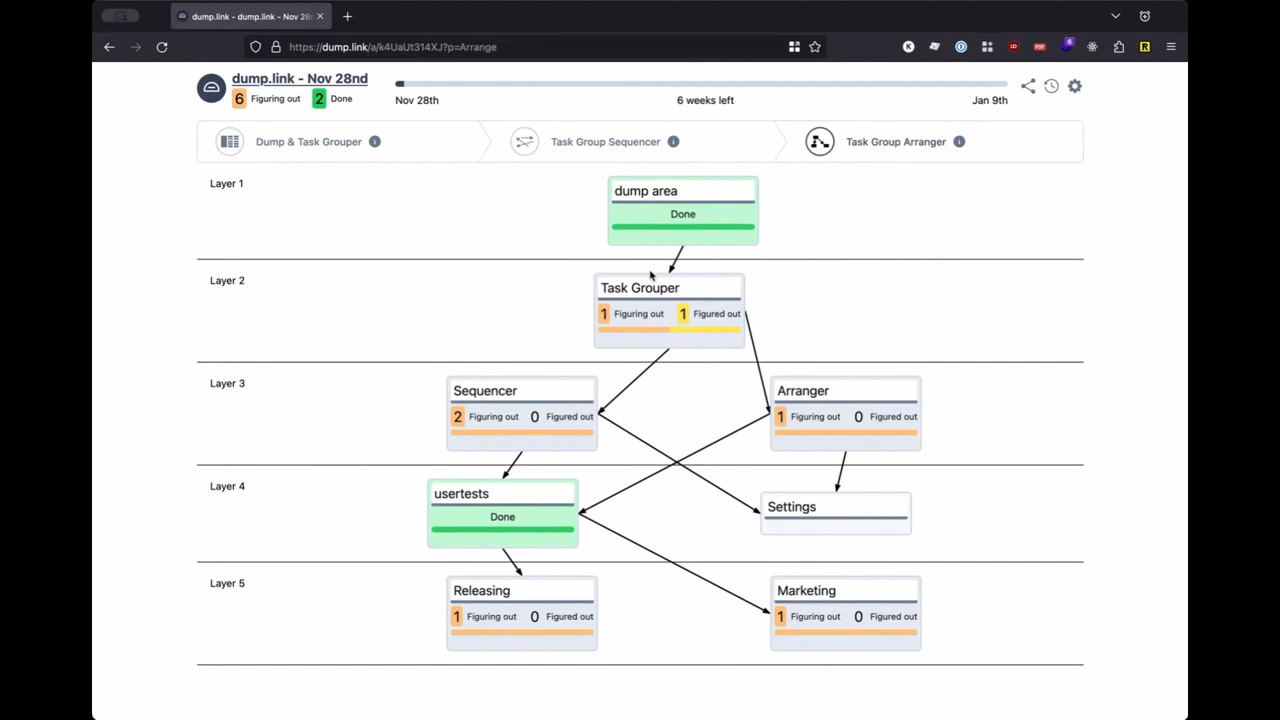 dump.link - dump.link - Nov 28
https://dump.link/a/k4UaUt314XJ?p=Arrange
6
dump.link - Nov 28nd
6 Figuring out 2 Done
Nov 28th 6 weeks left Jan 9th
Dump & Task Grouper Task Group Sequencer Task Group Arranger
Layer 1
dump area
Done
Layer 2
Task Grouper
1 Figuring out 1 Figured out
Layer 3
Sequencer Arranger
2 Figuring out 0 Figured out 1 Figuring out 0 Figured out
Layer 4
usertests
Done
Settings
Layer 5
Releasing Marketing
1 Figuring out 0 Figured out 1 Figuring out 0 Figured out